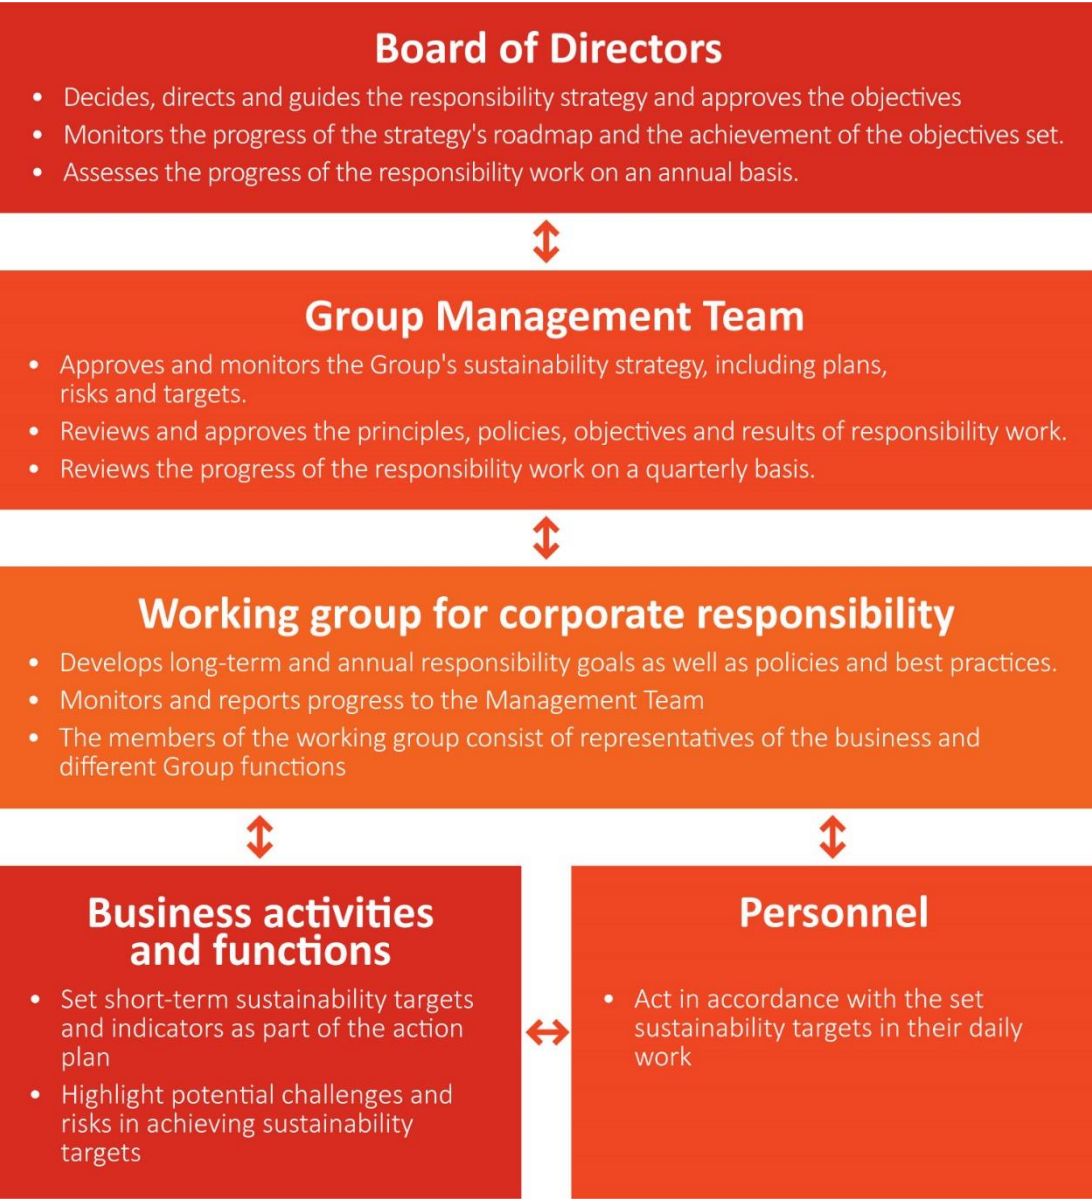 Board of Directors
• Decides, directs and guides the responsibility strategy and approves the objectives
• Monitors the progress of the strategy's roadmap and the achievement of the objectives set.
• Assesses the progress of the responsibility work on an annual basis.
Group Management Team
• Approves and monitors the Group's sustainability strategy, including plans,
risks and targets.
• Reviews and approves the principles, policies, objectives and results of responsibility work.
• Reviews the progress of the responsibility work on a quarterly basis.
Working group for corporate responsibility
• Develops long-term and annual responsibility goals as well as policies and best practices.
• Monitors and reports progress to the Management Team
• The members of the working group consist of representatives of the business and
different Group functions
Business activities
and functions
• Set short-term sustainability targets
and indicators as part of the action
plan
• Highlight potential challenges and
risks in achieving sustainability
targets
Personnel
• Act in accordance with the set
sustainability targets in their daily
work